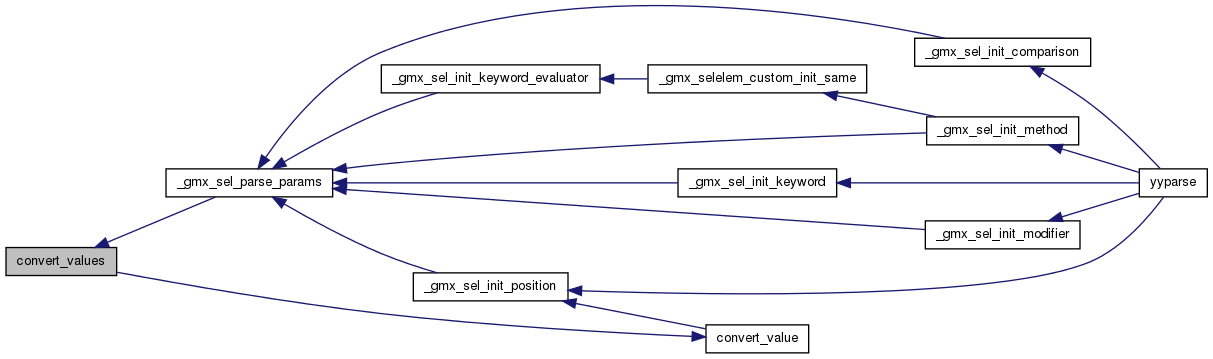 _gmx_sel_init_comparison
_gmx_sel_init_keyword_evaluator
_gmx_selelem_custom_init_same
_gmx_sel_init_method
_gmx_sel_parse_params
_gmx_sel_init_keyword
yyparse
_gmx_sel_init_modifier
convert_values
_gmx_sel_init_position
convert_value